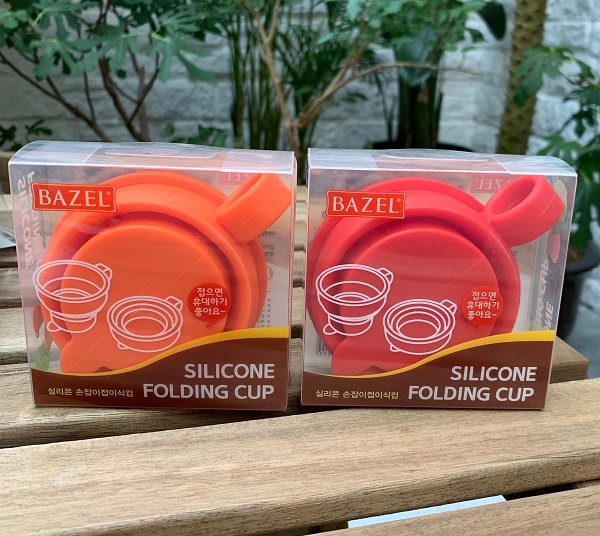 BAZEL®
접으면
휴대하기
좋아요~
SILICONE
실리콘 손잡이접이식컵
FOLDING CUP
BAZEL
BAZEL®
접으면
휴대하기
좋아요~
SILICONE
실리콘 손잡이접이식컵
FOLDING CUP